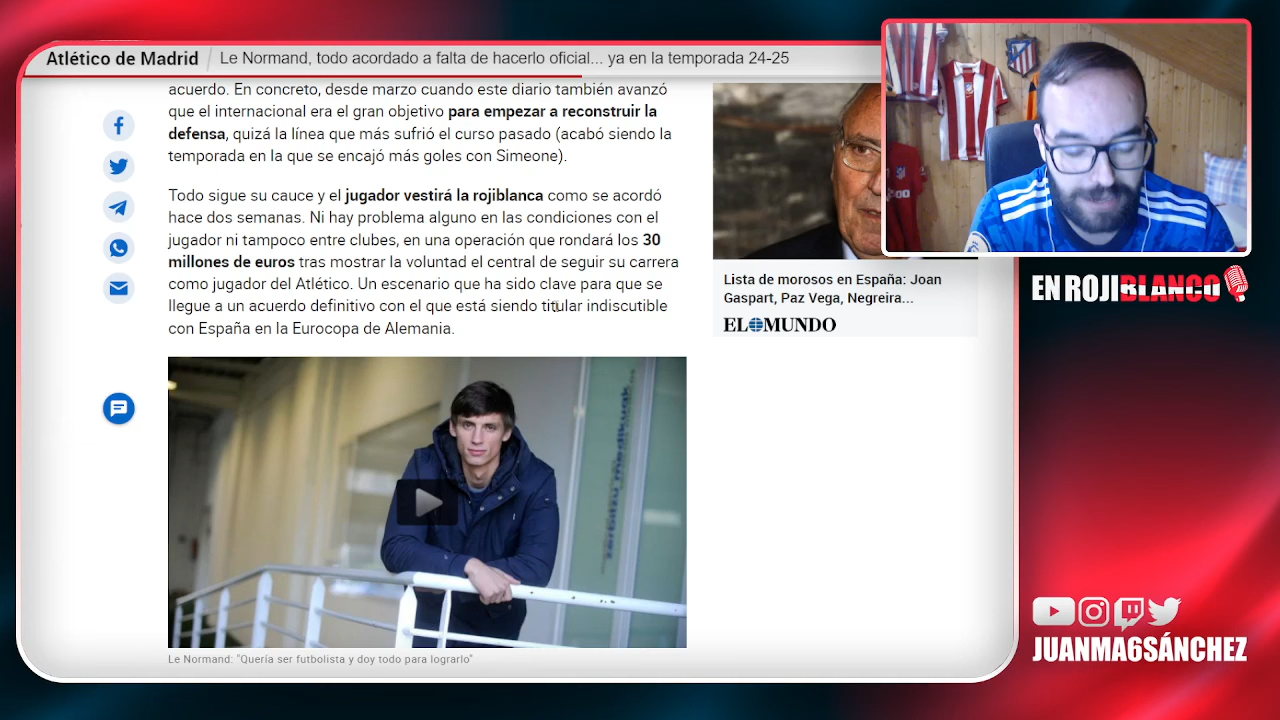 Atlético de Madrid
Le Normand, todo acordado a falta de hacerlo oficial... ya en la temporada 24-25
acuerdo. En concreto, desde marzo cuando este diario también avanzó
que el internacional era el gran objetivo para empezar a reconstruir la
defensa, quizá la línea que más sufrió el curso pasado (acabó siendo la
temporada en la que se encajó más goles con Simeone).
Todo sigue su cauce y el jugador vestirá la rojiblanca como se acordó
hace dos semanas. Ni hay problema alguno en las condiciones con el
jugador ni tampoco entre clubes, en una operación que rondará los 30
millones de euros tras mostrar la voluntad el central de seguir su carrera
como jugador del Atlético. Un escenario que ha sido clave para que se
llegue a un acuerdo definitivo con el que está siendo titular indiscutible
con España en la Eurocopa de Alemania.
Le Normand: "Quería ser futbolista y doy todo para lograrlo"
Lista de morosos en España: Joan
Gaspart, Paz Vega, Negreira...
EL MUNDO
EN ROJIBLANCO
JUANMA6SÁNCHEZ